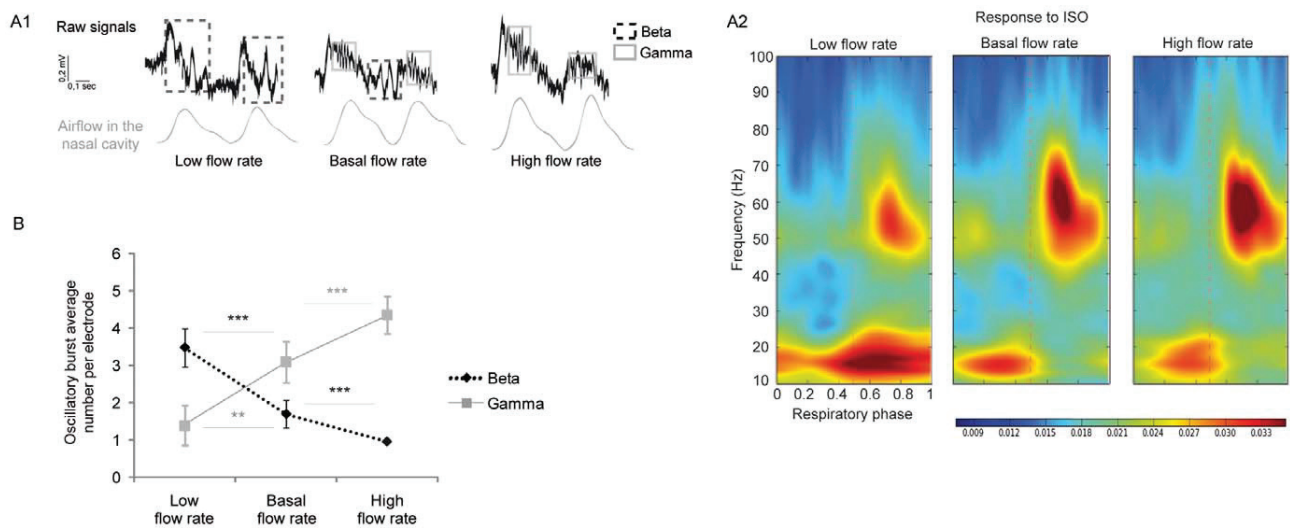 A1
Raw signals
0,2 mV
0,1 sec
Beta
Gamma
Airflow in the
nasal cavity
Low flow rate
Basal flow rate
High flow rate
A2
Response to ISO
Low flow rate
Basal flow rate
High flow rate
Frequency (Hz)
100
90
80
70
60
50
40
30
20
10
0 0.2 0.4 0.6 0.8 1
Respiratory phase
0.009 0.012 0.015 0.018 0.021 0.024 0.027 0.030 0.033
B
Oscillatory burst average
number per electrode
6
5
4
3
2
1
0
***
***
**
***
Beta
Gamma
Low
flow rate
Basal
flow rate
High
flow rate